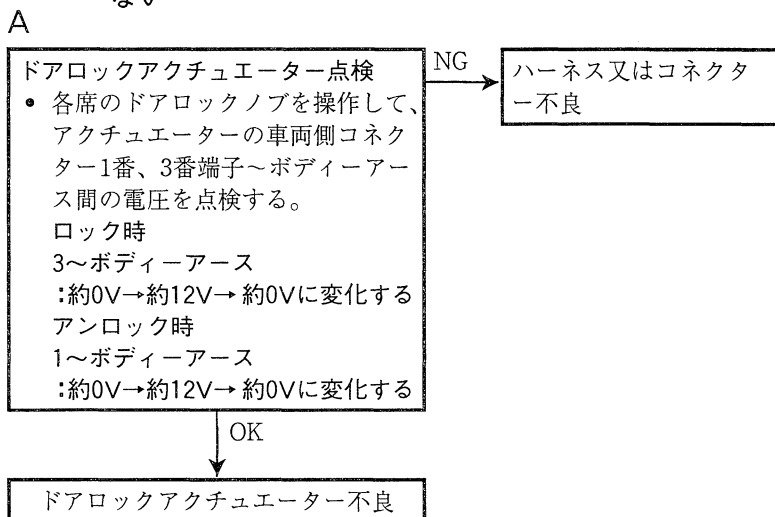 ない
A
ドアロックアクチュエーター点検
• 各席のドアロックノブを操作して、
アクチュエーターの車両側コネク
ター1番、3番端子～ボディーアー
ス間の電圧を点検する。
ロック時
3～ボディーアース
:約0V→約12V→約0Vに変化する
アンロック時
1～ボディーアース
:約0V→約12V→約0Vに変化する
NG
ハーネス又はコネクタ
ー不良
OK
ドアロックアクチュエーター不良